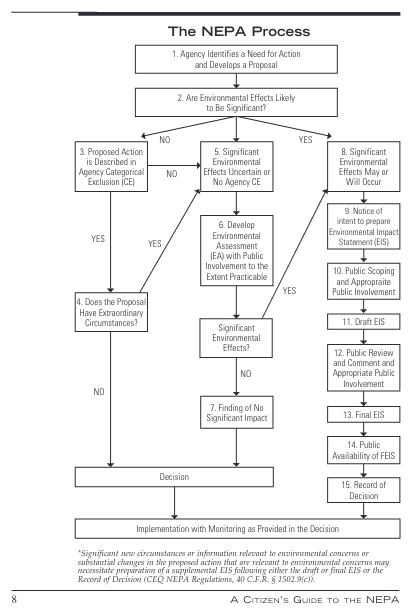 The NEPA Process
1. Agency Identifies a Need for Action
and Develops a Proposal
2. Are Environmental Effects Likely
to Be Significant?
NO
YES
3. Proposed Action
is Described in
Agency Categorical
Exclusion (CE)
NO
5. Significant
Environmental
Effects Uncertain or
No Agency CE
8. Significant
Environmental
Effects May or
Will Occur
YES
YES
6. Develop
Environmental
Assessment
(EA) with Public
Involvement to the
Extent Practicable
9. Notice of
intent to prepare
Environmental Impact
Statement (EIS)
10. Public Scoping
and Appropraite
Public Involvement
YES
4. Does the Proposal
Have Extraordinary
Circumstances?
Significant
Environmental
Effects?
11. Draft EIS
12. Public Review
and Comment and
Appropriate Public
Involvement
NO
NO
7. Finding of No
Significant Impact
13. Final EIS
14. Public
Availability of FEIS
Decision
15. Record of
Decision
Implementation with Monitoring as Provided in the Decision
*Significant new circumstances or information relevant to environmental concerns or
substantial changes in the proposed action that are relevant to environmental concerns may
necessitate preparation of a supplemental EIS following either the draft or final EIS or the
Record of Decision (CEQ NEPA Regulations, 40 C.F.R. § 1502.9(c)).
8
A Citizen's Guide to the NEPA